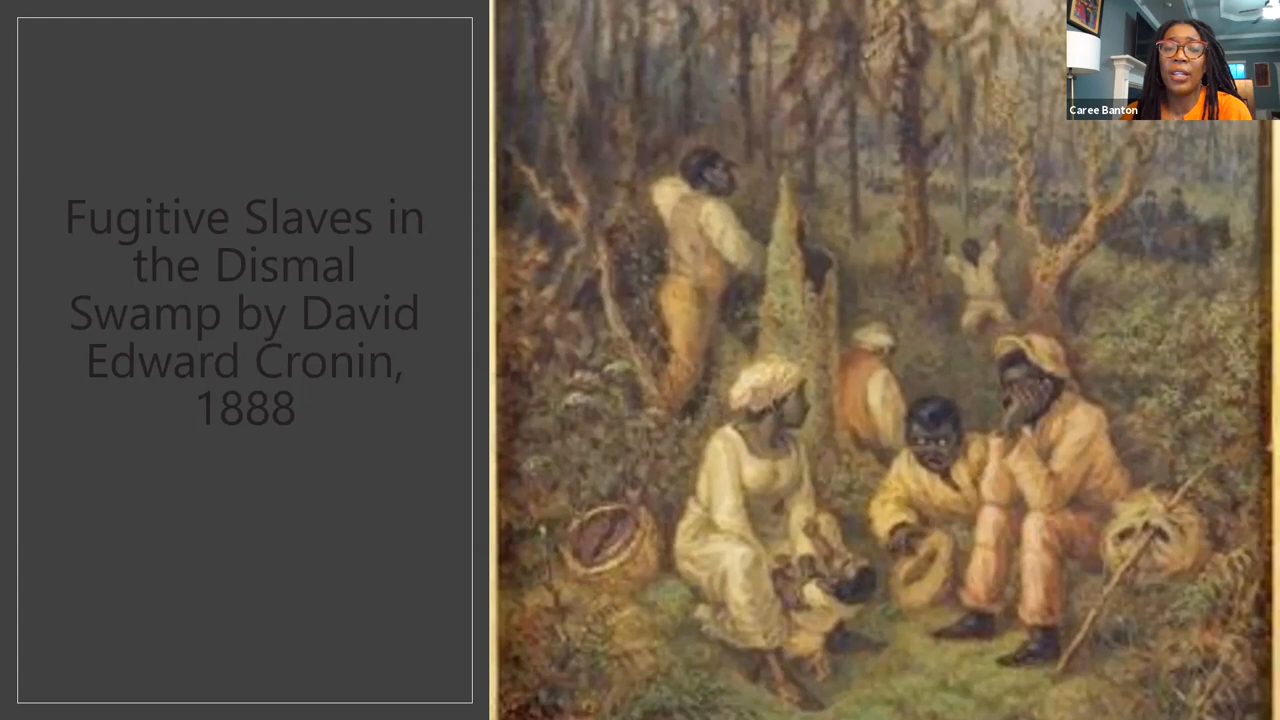 Fugitive Slaves in
the Dismal
Swamp by David
Edward Cronin,
1888
Caree Banton